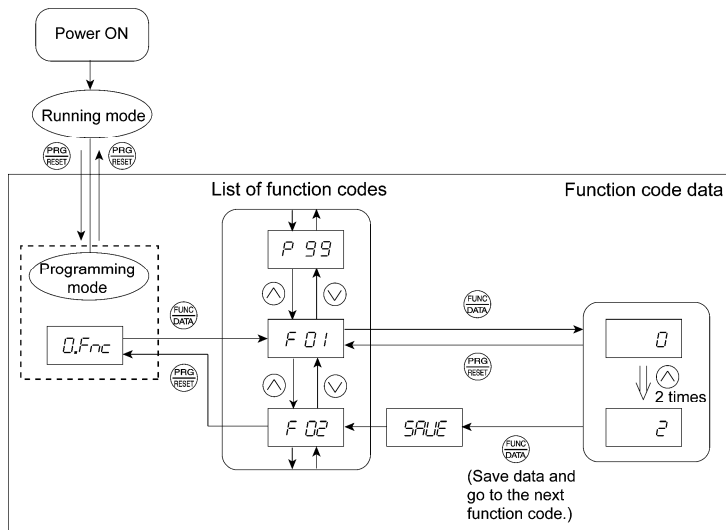 Power ON
Running mode
PRG
RESET
PRG
RESET
List of function codes
Function code data
P 99
Programming
mode
FUNC
DATA
FUNC
DATA
0.Fnc
F 01
0
PRG
RESET
PRG
RESET
2 times
F 02
SAVE
2
FUNC
DATA
(Save data and
go to the next
function code.)